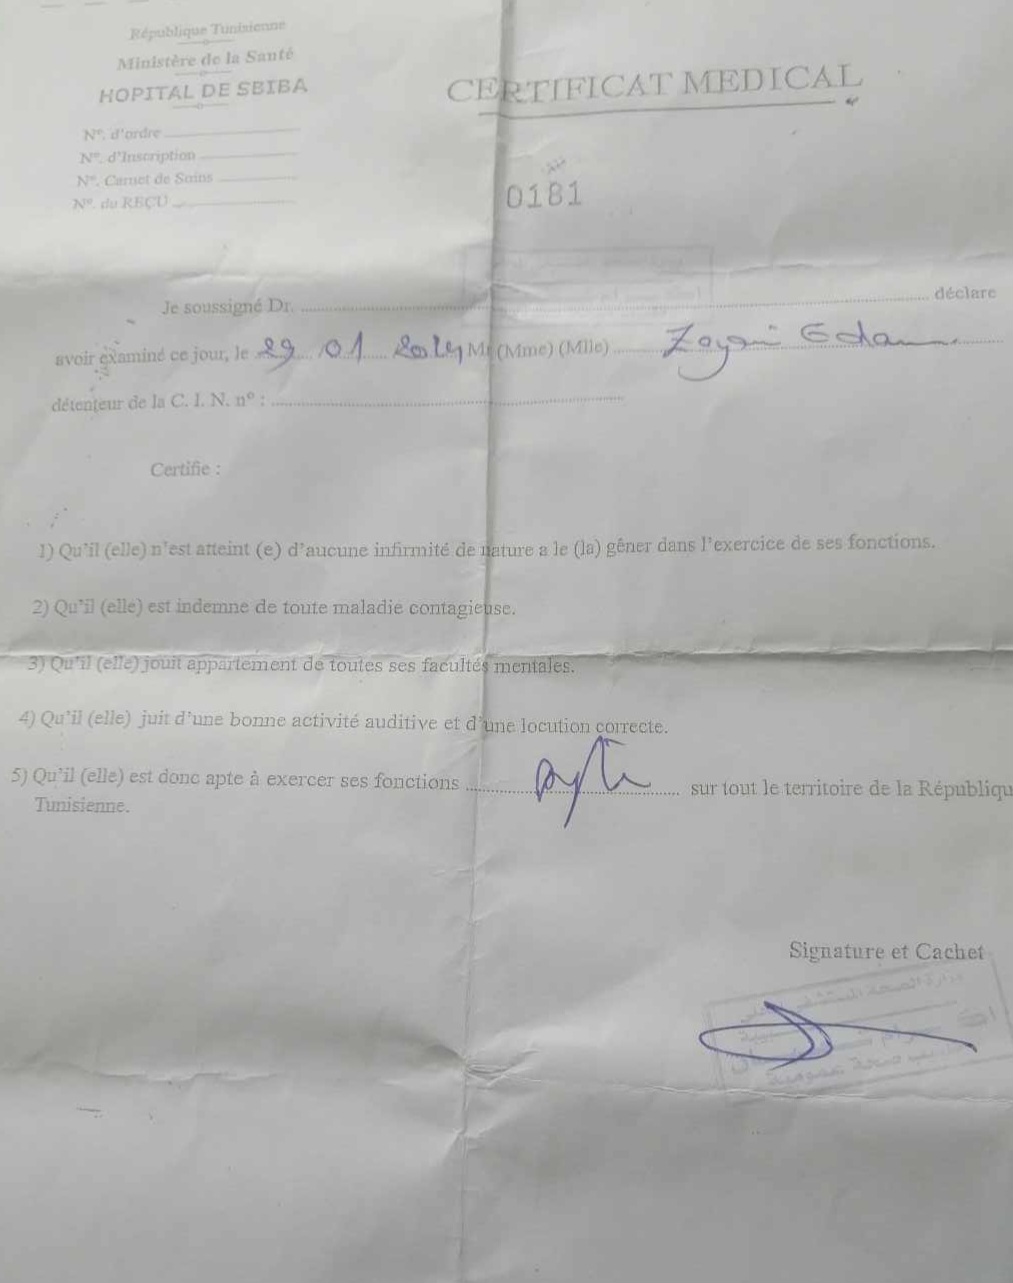 République Tunisienne
Ministère de la Santé
HOPITAL DE SBIBA
N°. d'ordre
N°. d'Inscription
N°. Carnet de Soins
N°. du REÇU
CERTIFICAT MEDICAL
0181
Je soussigné Dr. déclare
avoir examiné ce jour, le 29 01 2024 Mr (Mme) (Mlle)
détenteur de la C. I. N. n° :
Certifie :
1) Qu'il (elle) n'est atteint (e) d'aucune infirmité de nature a le (la) gêner dans l'exercice de ses fonctions.
2) Qu'il (elle) est indemne de toute maladie contagieuse.
3) Qu'il (elle) jouit appartement de toutes ses facultés mentales.
4) Qu'il (elle) juit d'une bonne activité auditive et d'une locution correcte.
5) Qu'il (elle) est donc apte à exercer ses fonctions sur tout le territoire de la Républiqu
Tunisienne.
Signature et Cachet